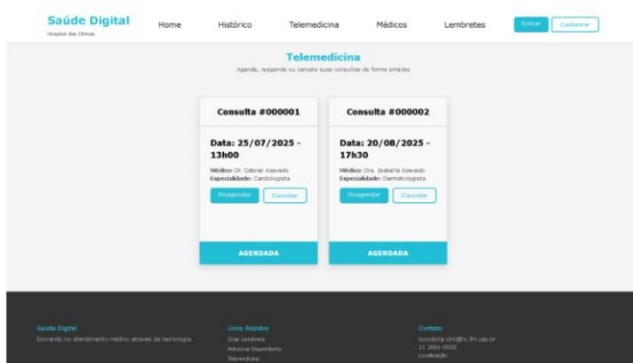 Saúde Digital
Hospital das Clínicas
Home Histórico Telemedicina Médicos Lembretes Entrar Cadastrar
Telemedicina
Agende, reagende ou cancele suas consultas de forma simples
Consulta #000001
Data: 25/07/2025 -
13h00
Médico: Dr. Gabriel Azevedo
Especialidade: Cardiologista
Reagendar Cancelar
AGENDADA
Consulta #000002
Data: 20/08/2025 -
17h30
Médico: Dra. Isabella Azevedo
Especialidade: Dermatologista
Reagendar Cancelar
AGENDADA
Saúde Digital
Inovando no atendimento médico através da tecnologia.
Links Rápidos
Criar Lembrete
Adicionar Dependente
Telemedicina
Contato
11 2661-0000
Localização